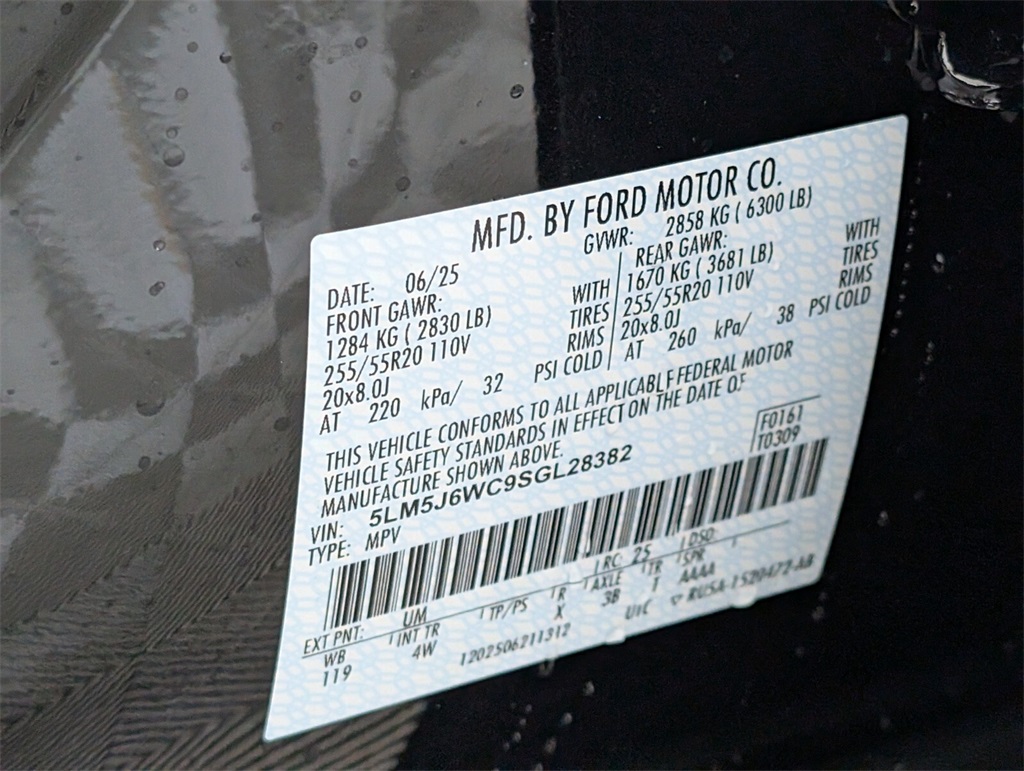 MFD. BY FORD MOTOR CO.
DATE: 06/25 GVWR: 2858 KG ( 6300 LB)
FRONT GAWR: REAR GAWR:
1284 KG ( 2830 LB) WITH 1670 KG ( 3681 LB) WITH
255/55R20 110V TIRES 255/55R20 110V TIRES
20x8.0J RIMS 20x8.0J RIMS
AT 220 kPa/ 32 PSI COLD AT 260 kPa/ 38 PSI COLD
THIS VEHICLE CONFORMS TO ALL APPLICABLE FEDERAL MOTOR
VEHICLE SAFETY STANDARDS IN EFFECT ON THE DATE OF
MANUFACTURE SHOWN ABOVE.
F0161
T0309
VIN: 5LM5J6WC9SGL28382
TYPE: MPV
EXT PNT: UM RC: 25 DSO:
WB INT TR TP/PS R AXLE TR SPR
119 4W X 3B 1 AAAA
1202506211312 UTC RUSA-1520472-AB